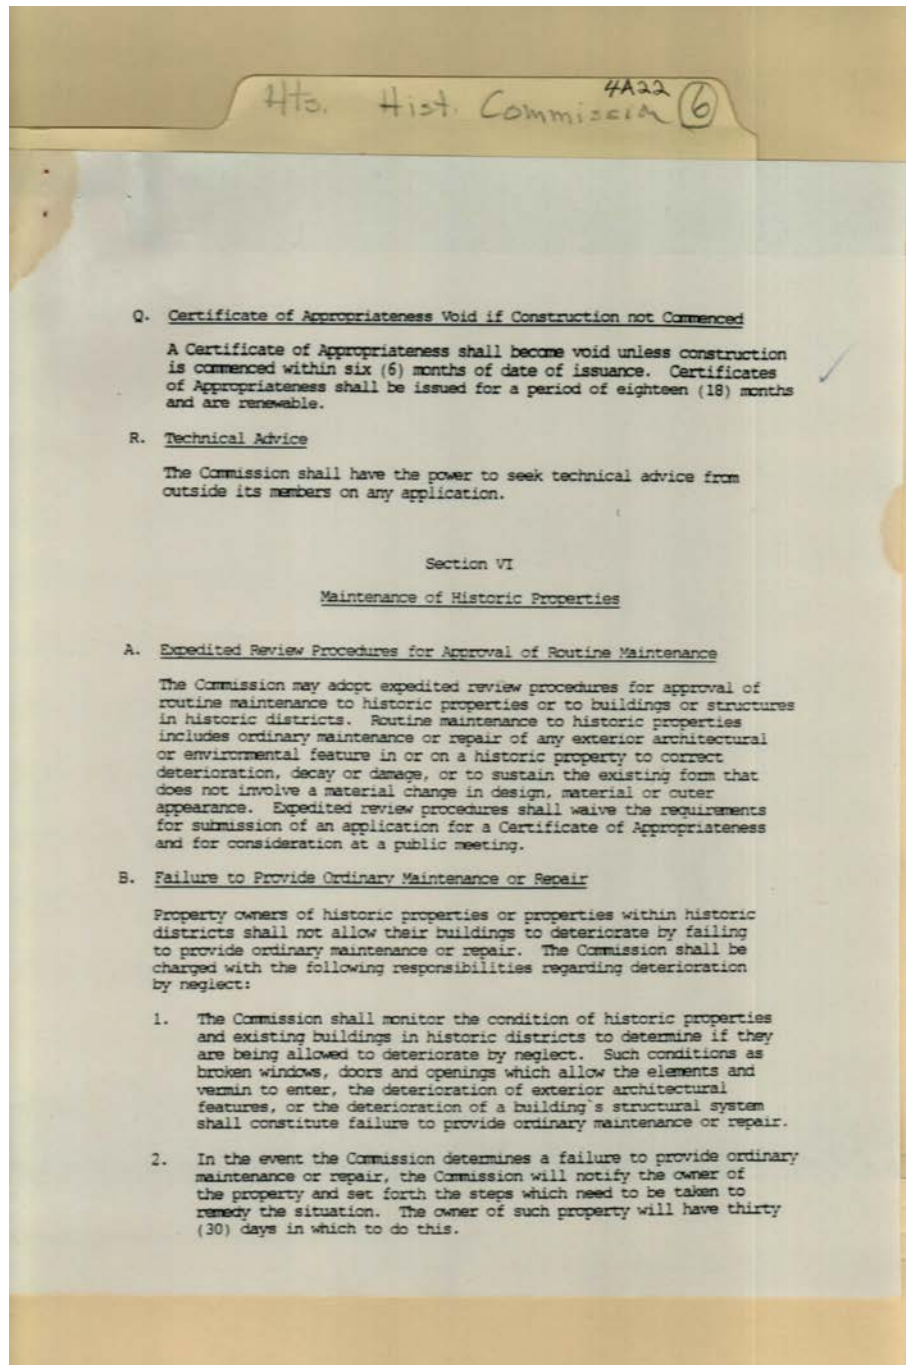 4A22
Hts. Hist. Commission 6
Q. Certificate of Appropriateness Void if Construction not Commenced
A Certificate of Appropriateness shall become void unless construction
is commenced within six (6) months of date of issuance. Certificates
of Appropriateness shall be issued for a period of eighteen (18) months
and are renewable.
R. Technical Advice
The Commission shall have the power to seek technical advice from
outside its members on any application.
Section VI
Maintenance of Historic Properties
A. Expedited Review Procedures for Approval of Routine Maintenance
The Commission may adopt expedited review procedures for approval of
routine maintenance to historic properties or to buildings or structures
in historic districts. Routine maintenance to historic properties
includes ordinary maintenance or repair of any exterior architectural
or environmental feature in or on a historic property to correct
deterioration, decay or damage, or to sustain the existing form that
does not involve a material change in design, material or outer
appearance. Expedited review procedures shall waive the requirements
for submission of an application for a Certificate of Appropriateness
and for consideration at a public meeting.
B. Failure to Provide Ordinary Maintenance or Repair
Property owners of historic properties or properties within historic
districts shall not allow their buildings to deteriorate by failing
to provide ordinary maintenance or repair. The Commission shall be
charged with the following responsibilities regarding deterioration
by neglect:
1. The Commission shall monitor the condition of historic properties
and existing buildings in historic districts to determine if they
are being allowed to deteriorate by neglect. Such conditions as
broken windows, doors and openings which allow the elements and
vermin to enter, the deterioration of exterior architectural
features, or the deterioration of a building`s structural system
shall constitute failure to provide ordinary maintenance or repair.
2. In the event the Commission determines a failure to provide ordinary
maintenance or repair, the Commission will notify the owner of
the property and set forth the steps which need to be taken to
remedy the situation. The owner of such property will have thirty
(30) days in which to do this.